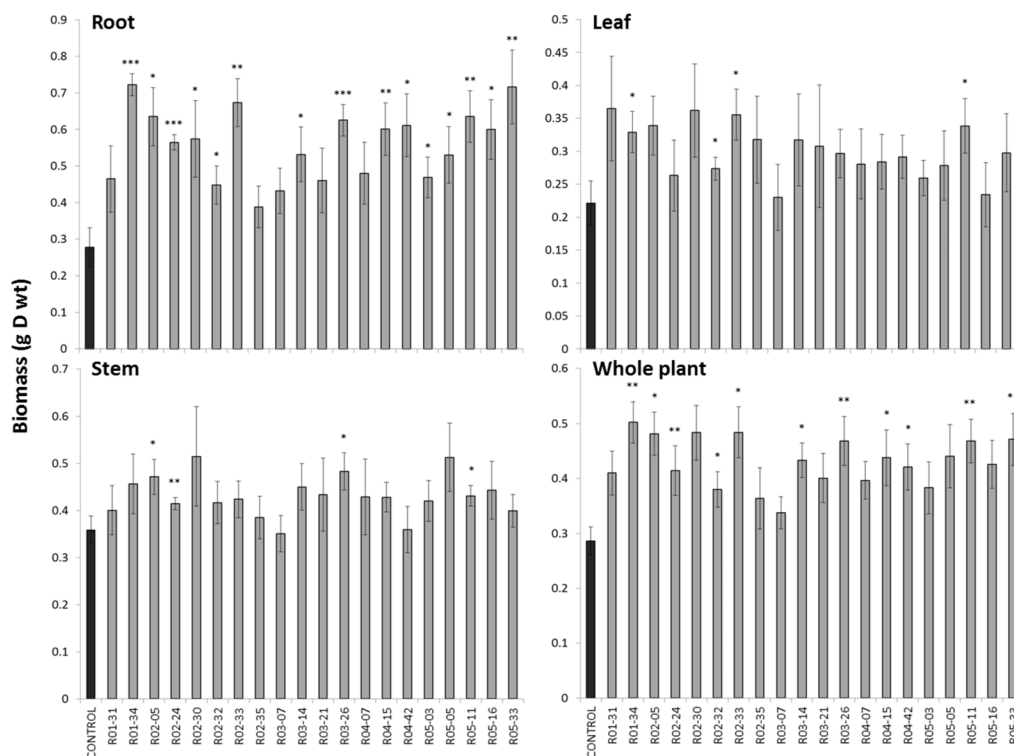 Root
0.9
0.8
0.7
0.6
0.5
0.4
0.3
0.2
0.1
0
*** * *** * * ** * *** ** * * * ** * **
Leaf
0.5
0.45
0.4
0.35
0.3
0.25
0.2
0.15
0.1
0.05
0
* * * *
Biomass (g D wt)
Stem
0.7
0.6
0.5
0.4
0.3
0.2
0.1
0
* ** * *
CONTROL
R01-31
R01-34
R02-05
R02-24
R02-30
R02-32
R02-33
R02-35
R03-07
R03-14
R03-21
R03-26
R04-07
R04-15
R04-42
R05-03
R05-05
R05-11
R05-16
R05-33
Whole plant
0.6
0.5
0.4
0.3
0.2
0.1
0
** * ** * * * ** * * ** *
CONTROL
R01-31
R01-34
R02-05
R02-24
R02-30
R02-32
R02-33
R02-35
R03-07
R03-14
R03-21
R03-26
R04-07
R04-15
R04-42
R05-03
R05-05
R05-11
R05-16
R05-33